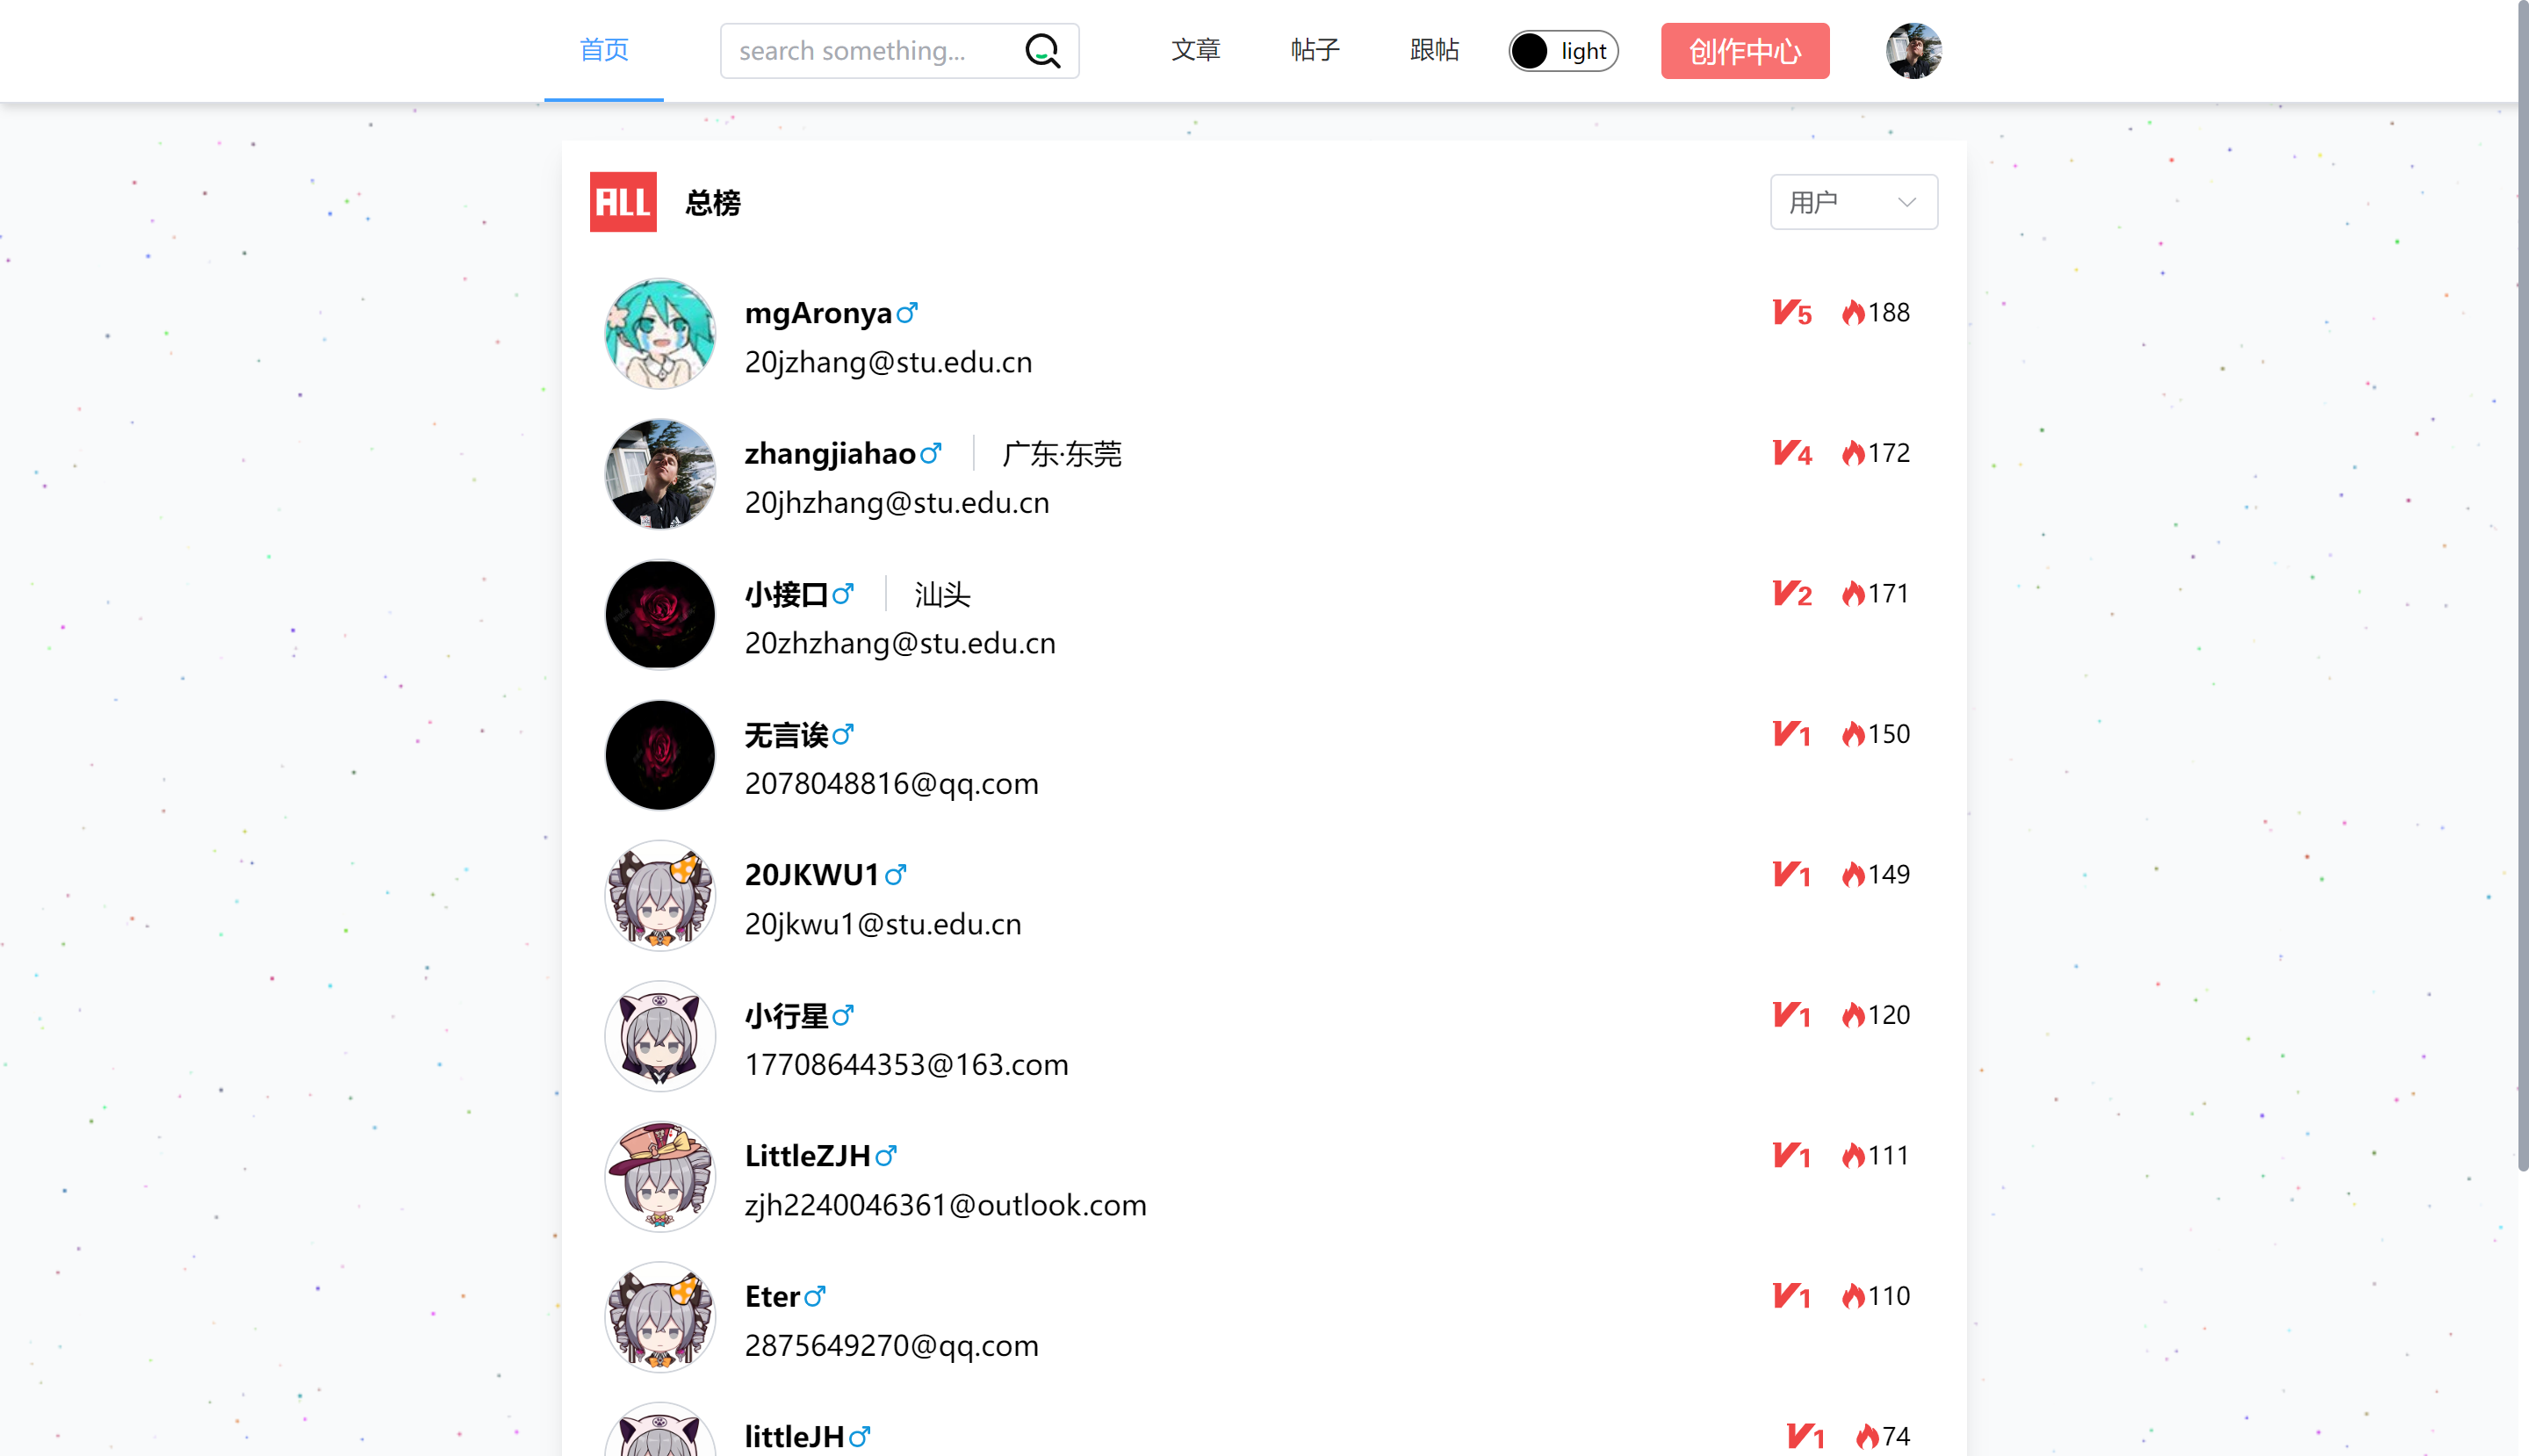 首页
search something...
文章
帖子
跟帖
light
创作中心
ALL 总榜
用户
mgAronya V5 188
20jzhang@stu.edu.cn
zhangjiahao 广东·东莞 V4 172
20jhzhang@stu.edu.cn
小接口 汕头 V2 171
20zhzhang@stu.edu.cn
无言诶 V1 150
2078048816@qq.com
20JKWU1 V1 149
20jkwu1@stu.edu.cn
小行星 V1 120
17708644353@163.com
LittleZJH V1 111
zjh2240046361@outlook.com
Eter V1 110
2875649270@qq.com
littleJH V1 74